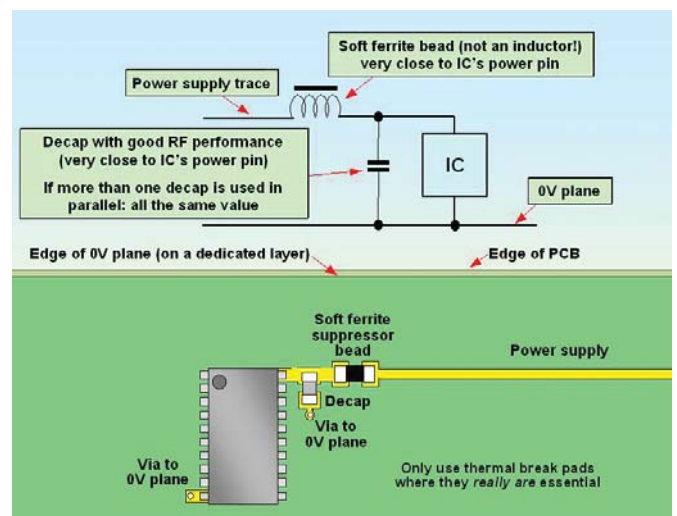 Soft ferrite bead (not an inductor!)
very close to IC's power pin
Power supply trace
Decap with good RF performance
(very close to IC's power pin)
If more than one decap is used in
parallel: all the same value
IC
0V plane
Edge of 0V plane (on a dedicated layer)
Edge of PCB
Soft ferrite
suppressor
bead
Power supply
Decap
Via to
0V plane
Via to
0V plane
Only use thermal break pads
where they really are essential